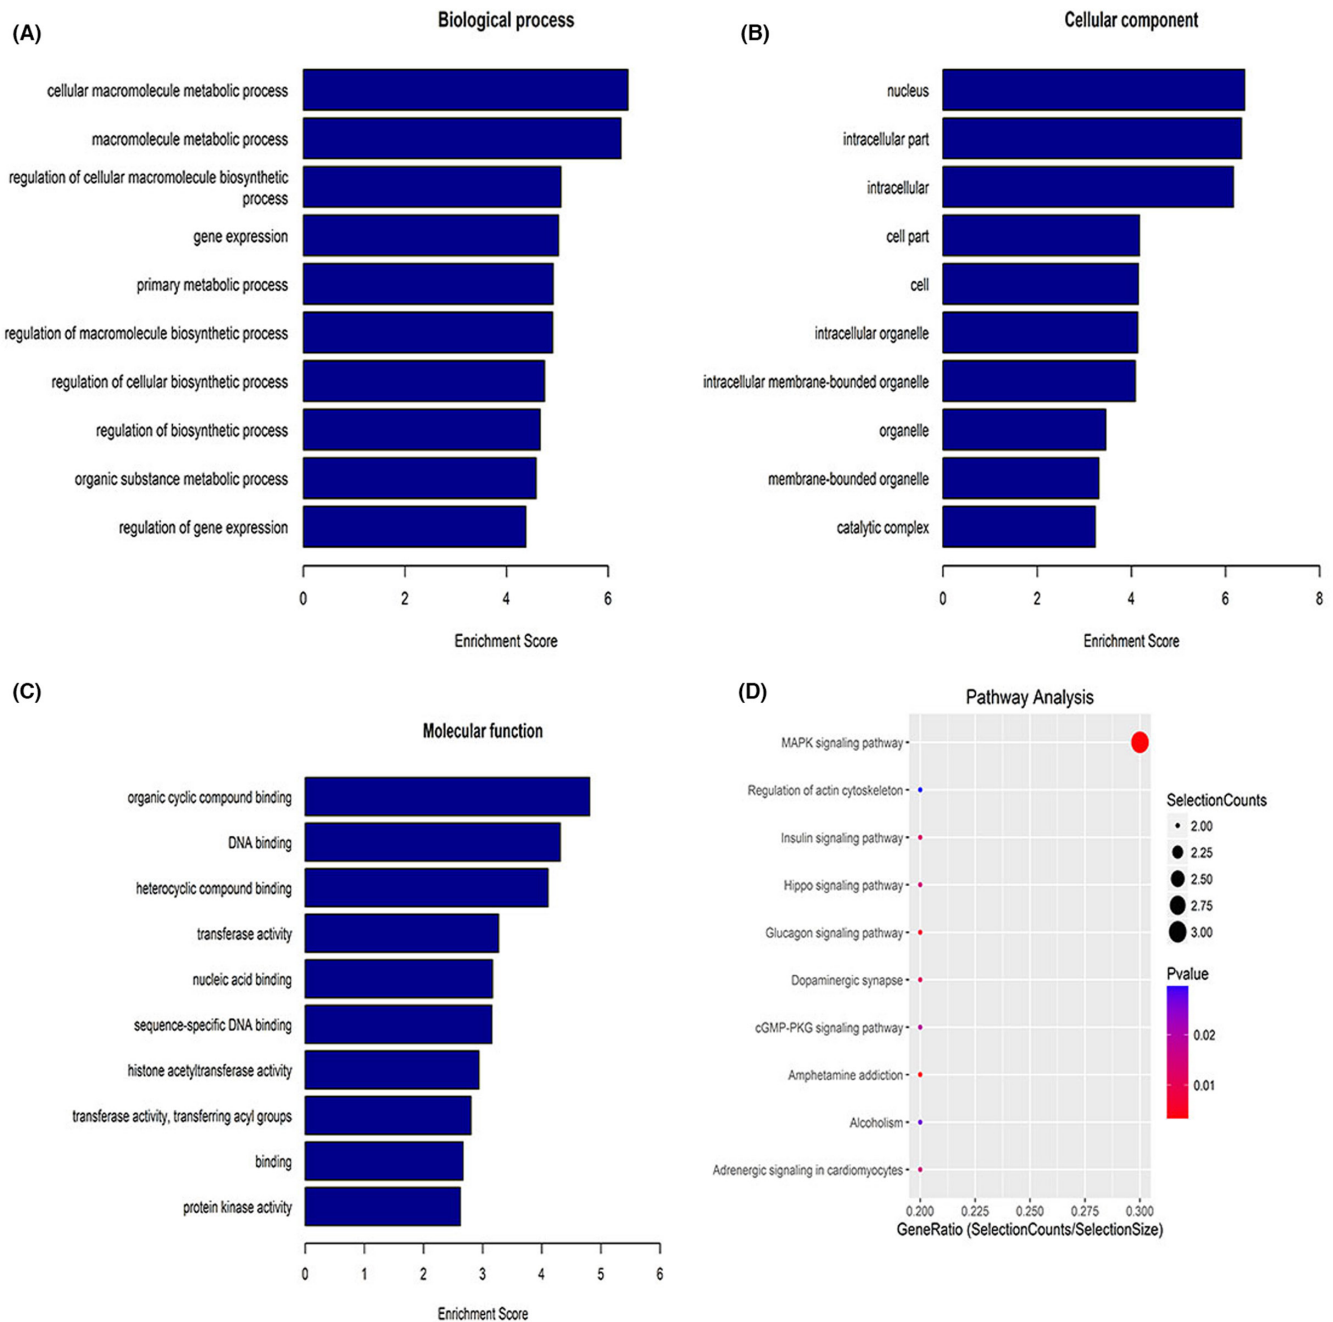 (A)
Biological process
cellular macromolecule metabolic process
macromolecule metabolic process
regulation of cellular macromolecule biosynthetic
process
gene expression
primary metabolic process
regulation of macromolecule biosynthetic process
regulation of cellular biosynthetic process
regulation of biosynthetic process
organic substance metabolic process
regulation of gene expression
0 2 4 6
Enrichment Score
(B)
Cellular component
nucleus
intracellular part
intracellular
cell part
cell
intracellular organelle
intracellular membrane-bounded organelle
organelle
membrane-bounded organelle
catalytic complex
0 2 4 6 8
Enrichment Score
(C)
Molecular function
organic cyclic compound binding
DNA binding
heterocyclic compound binding
transferase activity
nucleic acid binding
sequence-specific DNA binding
histone acetyltransferase activity
transferase activity, transferring acyl groups
binding
protein kinase activity
0 1 2 3 4 5 6
Enrichment Score
(D)
Pathway Analysis
MAPK signaling pathway
Regulation of actin cytoskeleton
Insulin signaling pathway
Hippo signaling pathway
Glucagon signaling pathway
Dopaminergic synapse
cGMP-PKG signaling pathway
Amphetamine addiction
Alcoholism
Adrenergic signaling in cardiomyocytes
0.200 0.225 0.250 0.275 0.300
GeneRatio (SelectionCounts/SelectionSize)
SelectionCounts
2.00
2.25
2.50
2.75
3.00
Pvalue
0.02
0.01